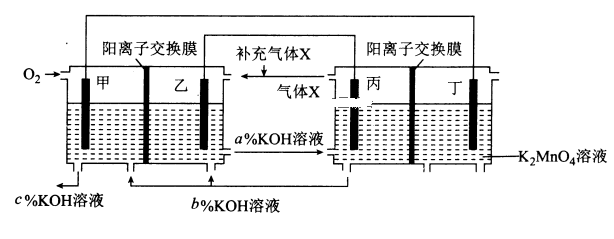 阳离子交换膜
补充气体X
阳离子交换膜
O₂
甲
乙
气体X
丙
丁
a%KOH溶液
K₂MnO₄溶液
c%KOH溶液
b%KOH溶液